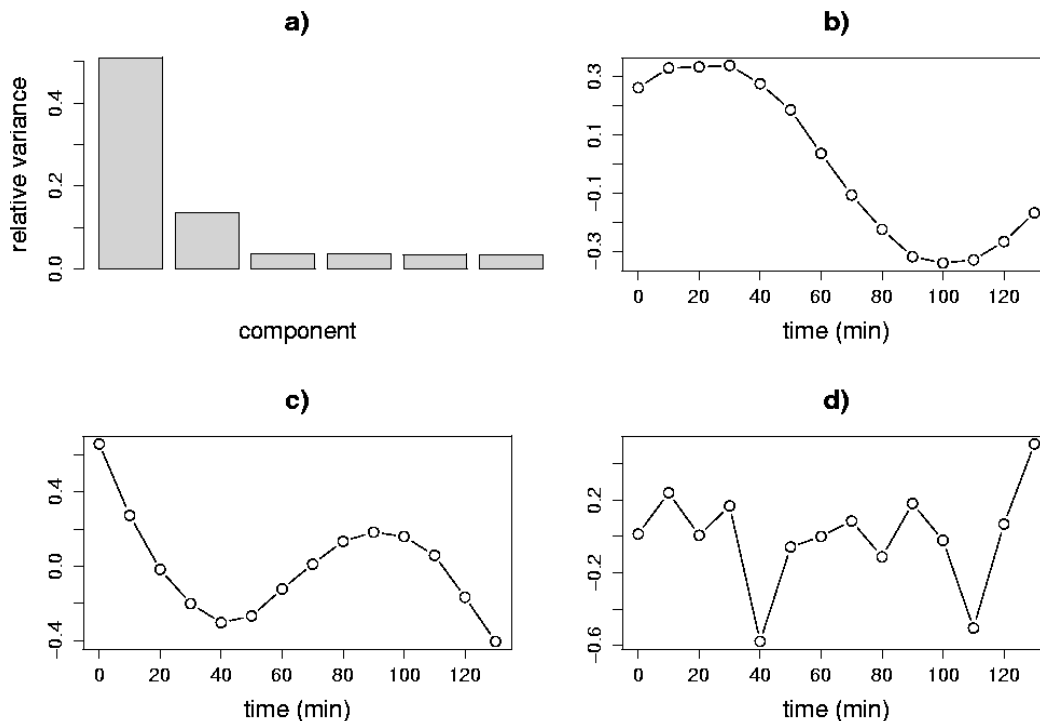 a)
relative variance
0.0 0.2 0.4
component
b)
-0.3 -0.1 0.1 0.3
0 20 40 60 80 100 120
time (min)
c)
-0.4 0.0 0.4
0 20 40 60 80 100 120
time (min)
d)
-0.6 -0.2 0.2
0 20 40 60 80 100 120
time (min)